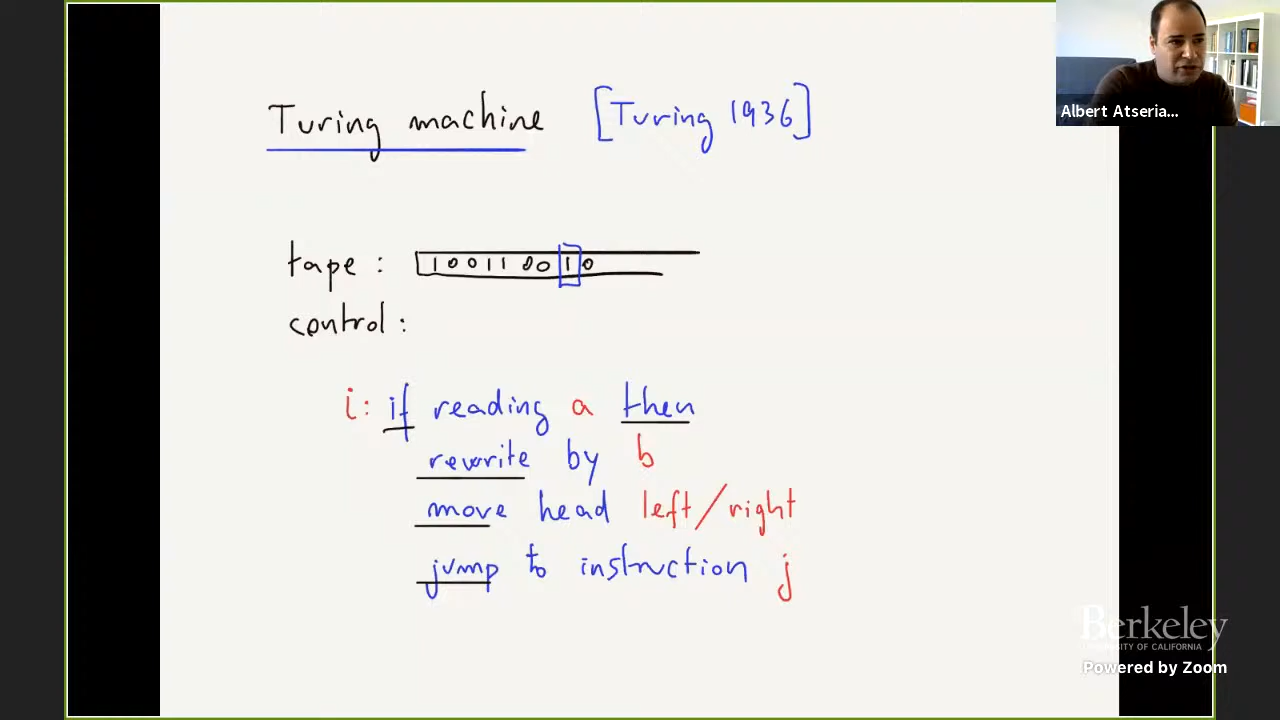 Turing machine [Turing 1936]
Albert Atseria...
tape : 1 0 0 1 1 0 0 1 0
control :
i: if reading a then
rewrite by b
move head left/right
jump to instruction j
Berkeley
UNIVERSITY OF CALIFORNIA
Powered by Zoom